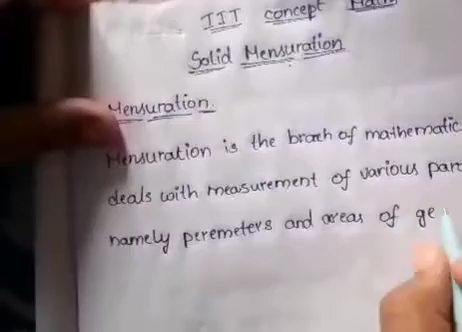 IIT concept Math
Solid Mensuration
Mensuration.
Mensuration is the brach of mathematic
deals with measurement of various par
namely peremeters and areas of ge